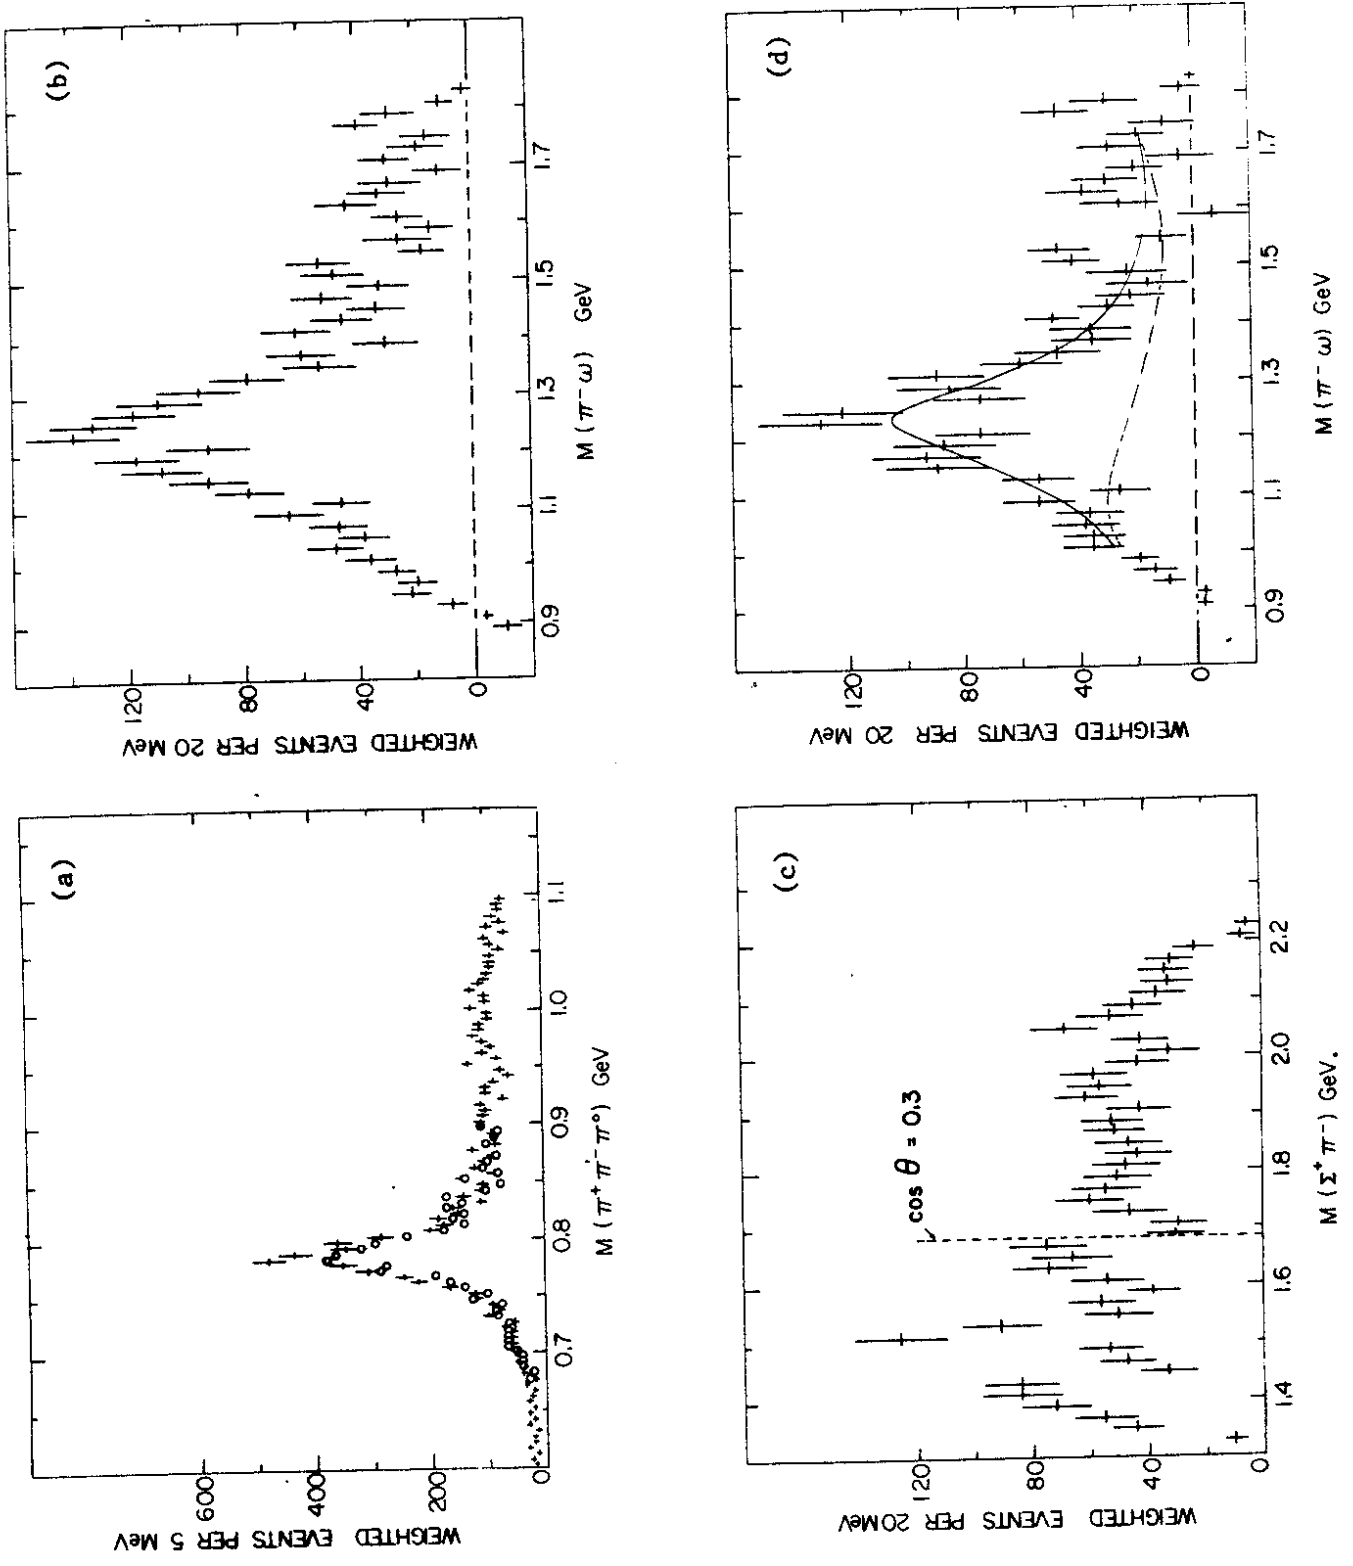 (a)
WEIGHTED EVENTS PER 5 MeV
600
400
200
0
0.7
0.8
0.9
1.0
1.1
M (π⁺ π⁻ π⁰) GeV
(b)
WEIGHTED EVENTS PER 20 MeV
120
80
40
0
0.9
1.1
1.3
1.5
1.7
M (π⁻ ω) GeV
(c)
WEIGHTED EVENTS PER 20 MeV
120
80
40
0
cos θ = 0.3
1.4
1.6
1.8
2.0
2.2
M (Σ⁺ π⁻) GeV.
(d)
WEIGHTED EVENTS PER 20 MeV
120
80
40
0
0.9
1.1
1.3
1.5
1.7
M (π⁻ ω) GeV